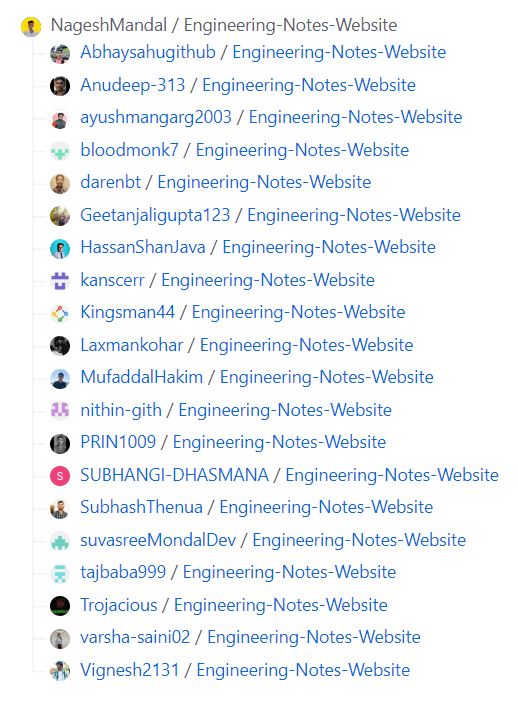 NageshMandal / Engineering-Notes-Website
Abhaysahugithub / Engineering-Notes-Website
Anudeep-313 / Engineering-Notes-Website
ayushmangarg2003 / Engineering-Notes-Website
bloodmonk7 / Engineering-Notes-Website
darenbt / Engineering-Notes-Website
Geetanjaligupta123 / Engineering-Notes-Website
HassanShanJava / Engineering-Notes-Website
kanscerr / Engineering-Notes-Website
Kingsman44 / Engineering-Notes-Website
Laxmankohar / Engineering-Notes-Website
MufaddalHakim / Engineering-Notes-Website
nithin-gith / Engineering-Notes-Website
PRIN1009 / Engineering-Notes-Website
S SUBHANGI-DHASMANA / Engineering-Notes-Website
SubhashThenua / Engineering-Notes-Website
suvasreeMondalDev / Engineering-Notes-Website
tajbaba999 / Engineering-Notes-Website
Trojacious / Engineering-Notes-Website
varsha-saini02 / Engineering-Notes-Website
Vignesh2131 / Engineering-Notes-Website